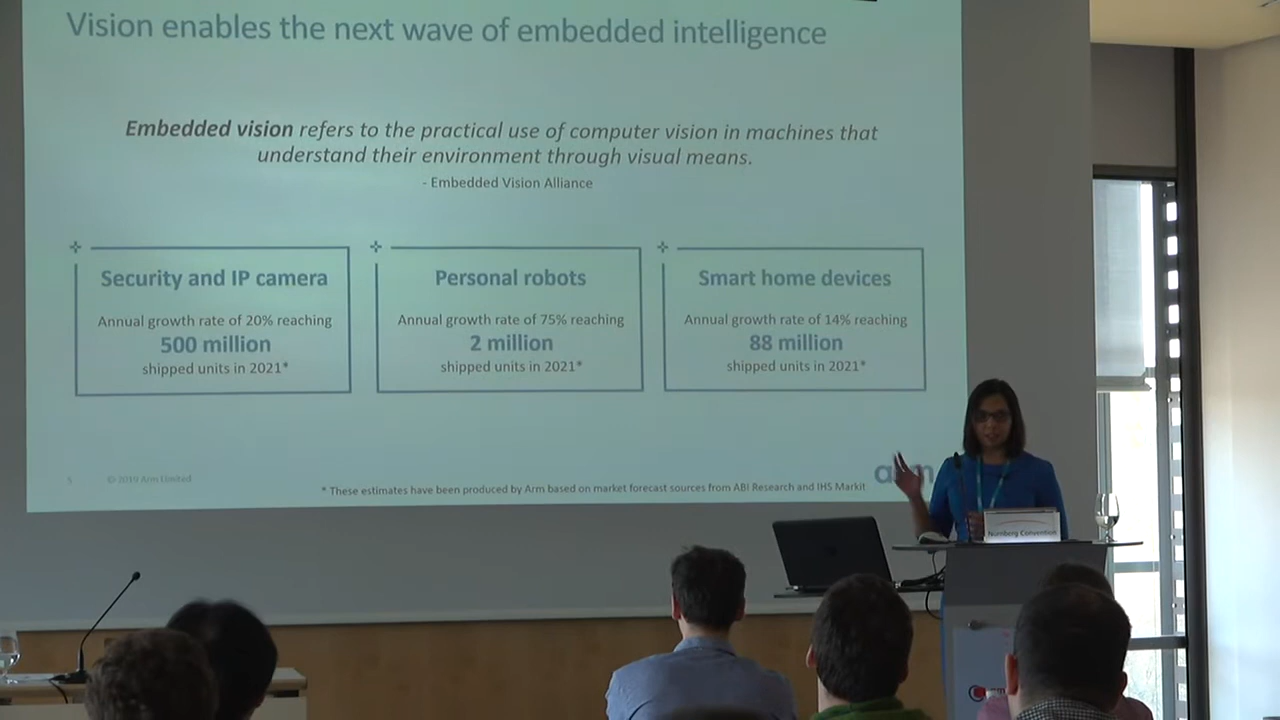 Vision enables the next wave of embedded intelligence
Embedded vision refers to the practical use of computer vision in machines that
understand their environment through visual means.
- Embedded Vision Alliance
Security and IP camera
Annual growth rate of 20% reaching
500 million
shipped units in 2021*
Personal robots
Annual growth rate of 75% reaching
2 million
shipped units in 2021*
Smart home devices
Annual growth rate of 14% reaching
88 million
shipped units in 2021*
5 © 2019 Arm Limited
* These estimates have been produced by Arm based on market forecast sources from ABI Research and IHS Markit
arm
Nürnberg Convention